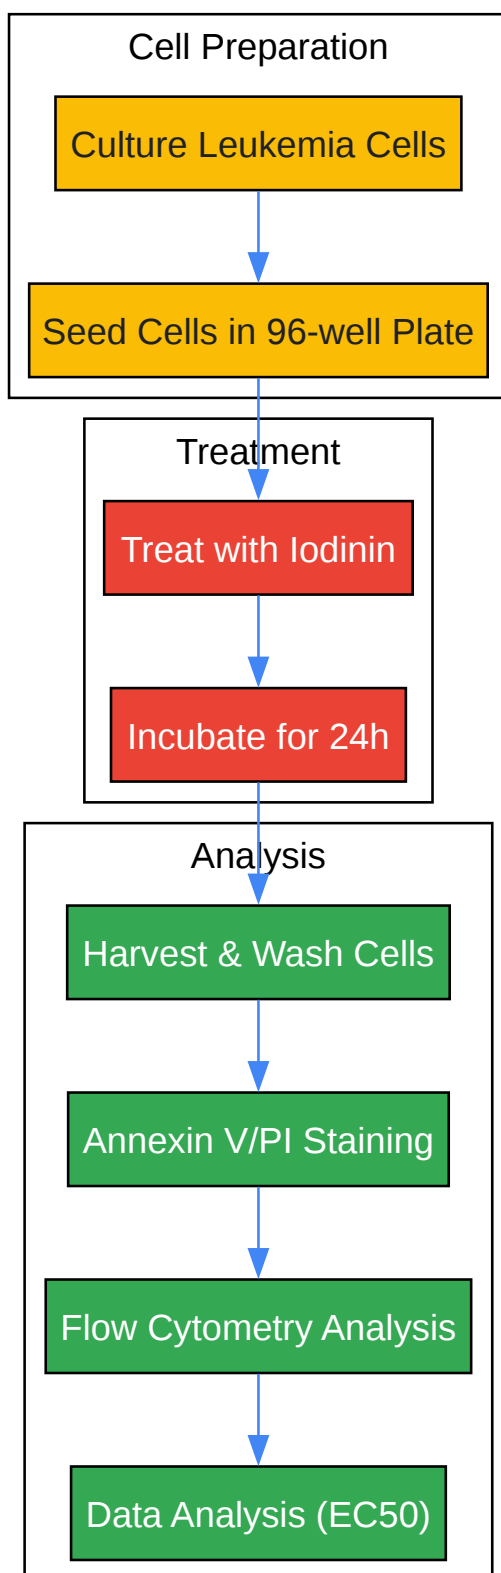 Cell Preparation
Culture Leukemia Cells
Seed Cells in 96-well Plate
Treatment
Treat with Iodinin
Incubate for 24h
Analysis
Harvest & Wash Cells
Annexin V/PI Staining
Flow Cytometry Analysis
Data Analysis (EC50)